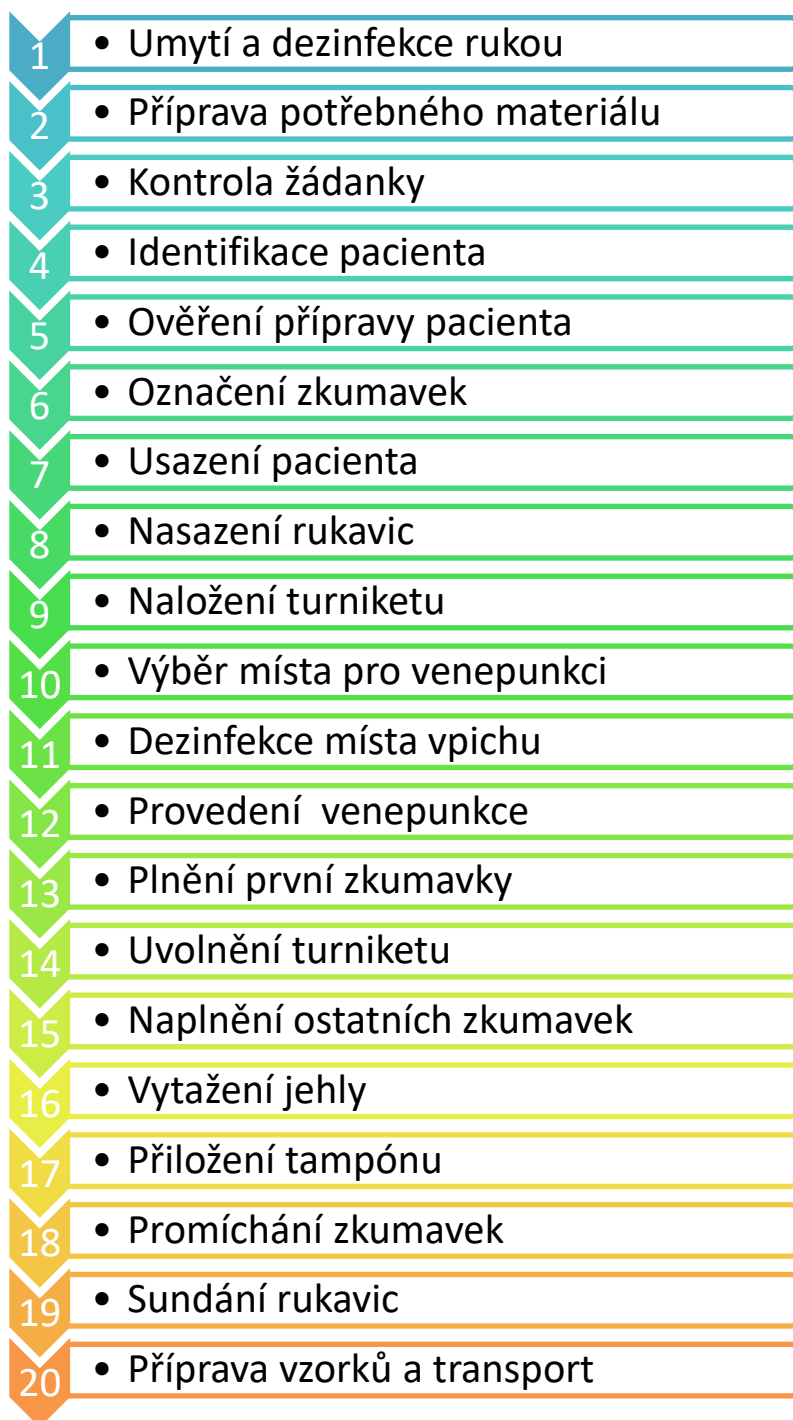 1 • Umytí a dezinfekce rukou
2 • Příprava potřebného materiálu
3 • Kontrola žádanky
4 • Identifikace pacienta
5 • Ověření přípravy pacienta
6 • Označení zkumavek
7 • Usazení pacienta
8 • Nasazení rukavic
9 • Naložení turniketu
10 • Výběr místa pro venepunkci
11 • Dezinfekce místa vpichu
12 • Provedení  venepunkce
13 • Plnění první zkumavky
14 • Uvolnění turniketu
15 • Naplnění ostatních zkumavek
16 • Vytažení jehly
17 • Přiložení tampónu
18 • Promíchání zkumavek
19 • Sundání rukavic
20 • Příprava vzorků a transport